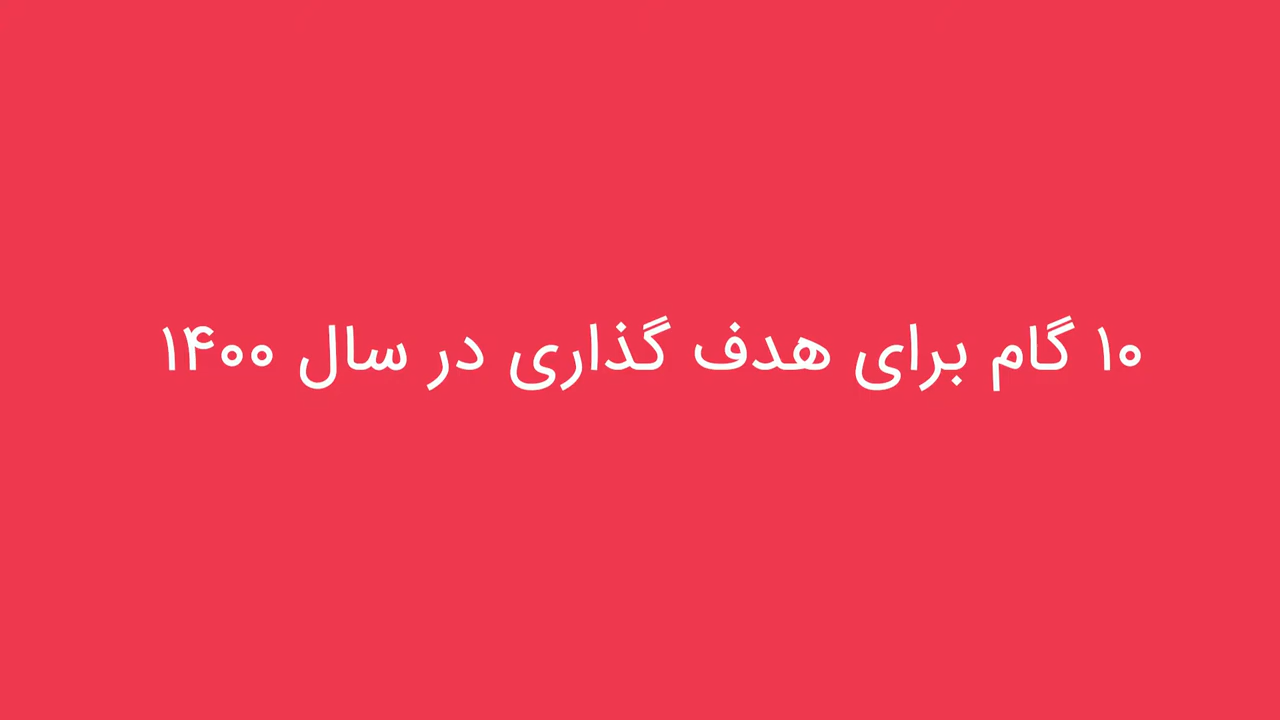 ۱۰ گام برای هدف گذاری در سال ۱۴۰۰